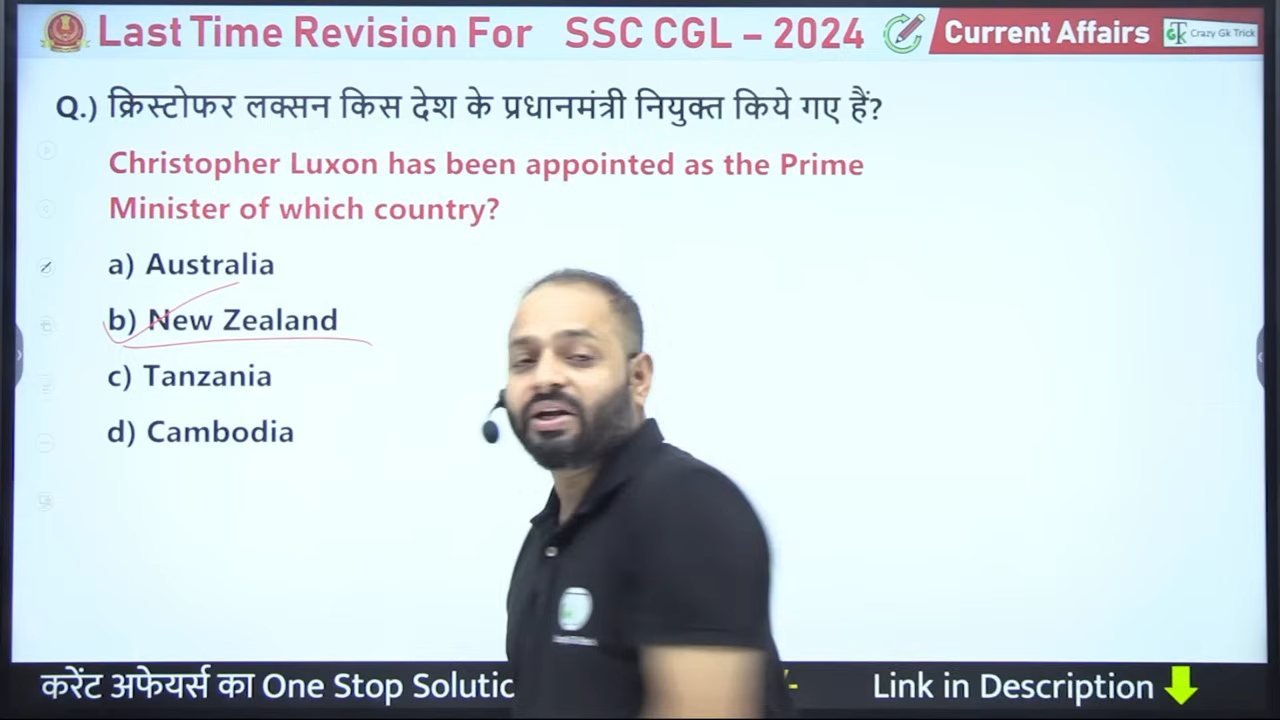 Last Time Revision For SSC CGL – 2024
Current Affairs
Crazy Gk Trick
Q.) क्रिस्टोफर लक्सन किस देश के प्रधानमंत्री नियुक्त किये गए हैं?
Christopher Luxon has been appointed as the Prime
Minister of which country?
a) Australia
b) New Zealand
c) Tanzania
d) Cambodia
करेंट अफेयर्स का One Stop
Link in Description